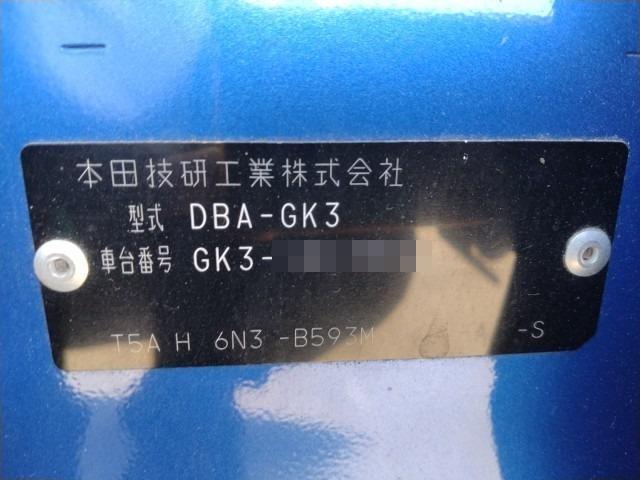 本田技研工業株式会社
型式 DBA-GK3
車台番号 GK3-
T5A H 6N3 -B593M -S